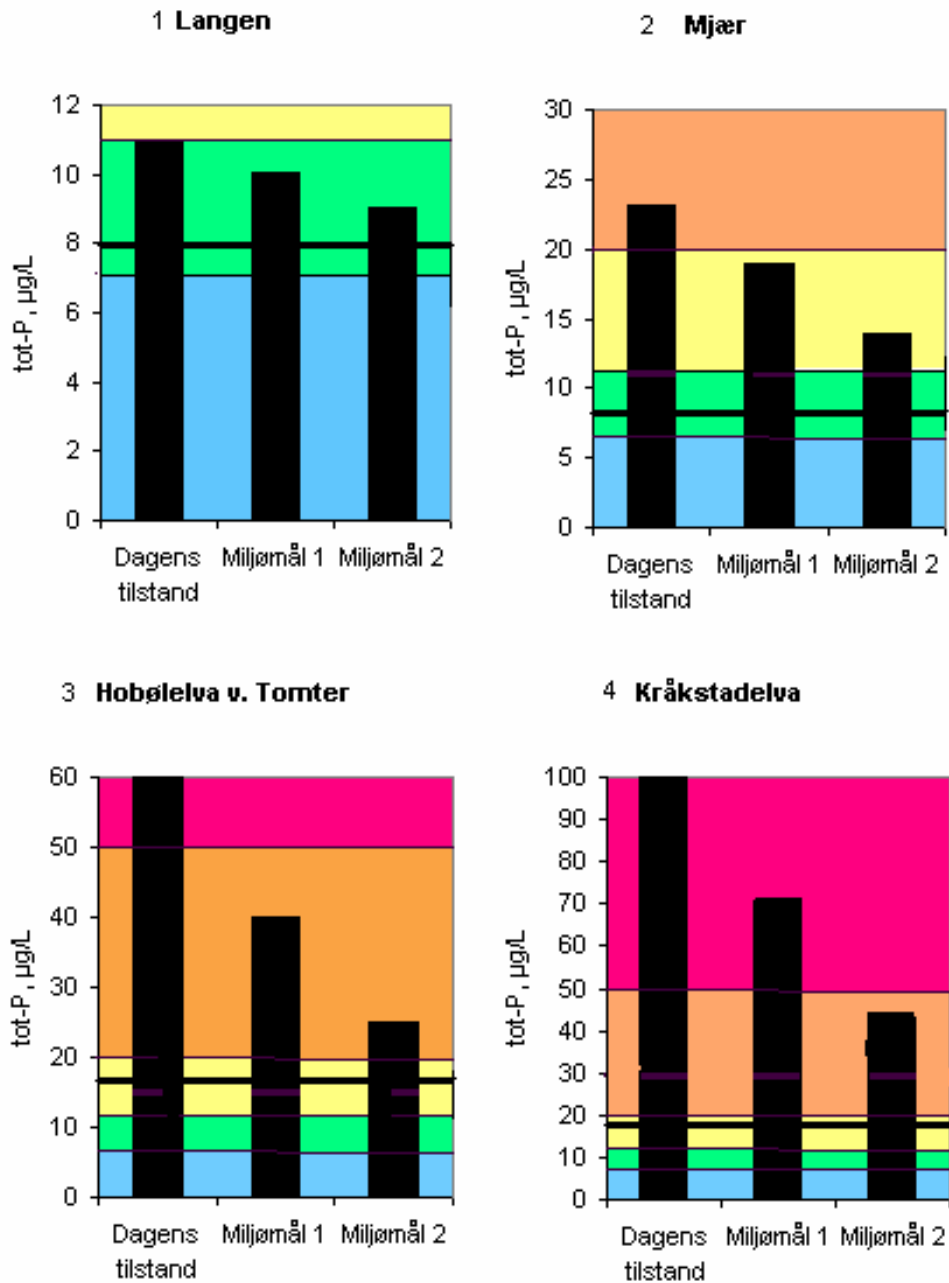 1 Langen
tot-P, µg/L
12
10
8
6
4
2
0
Dagens tilstand
Miljømål 1
Miljømål 2
2 Mjær
tot-P, µg/L
30
25
20
15
10
5
0
Dagens tilstand
Miljømål 1
Miljømål 2
3 Hobølelva v. Tomter
tot-P, µg/L
60
50
40
30
20
10
0
Dagens tilstand
Miljømål 1
Miljømål 2
4 Kråkstadelva
tot-P, µg/L
100
90
80
70
60
50
40
30
20
10
0
Dagens tilstand
Miljømål 1
Miljømål 2